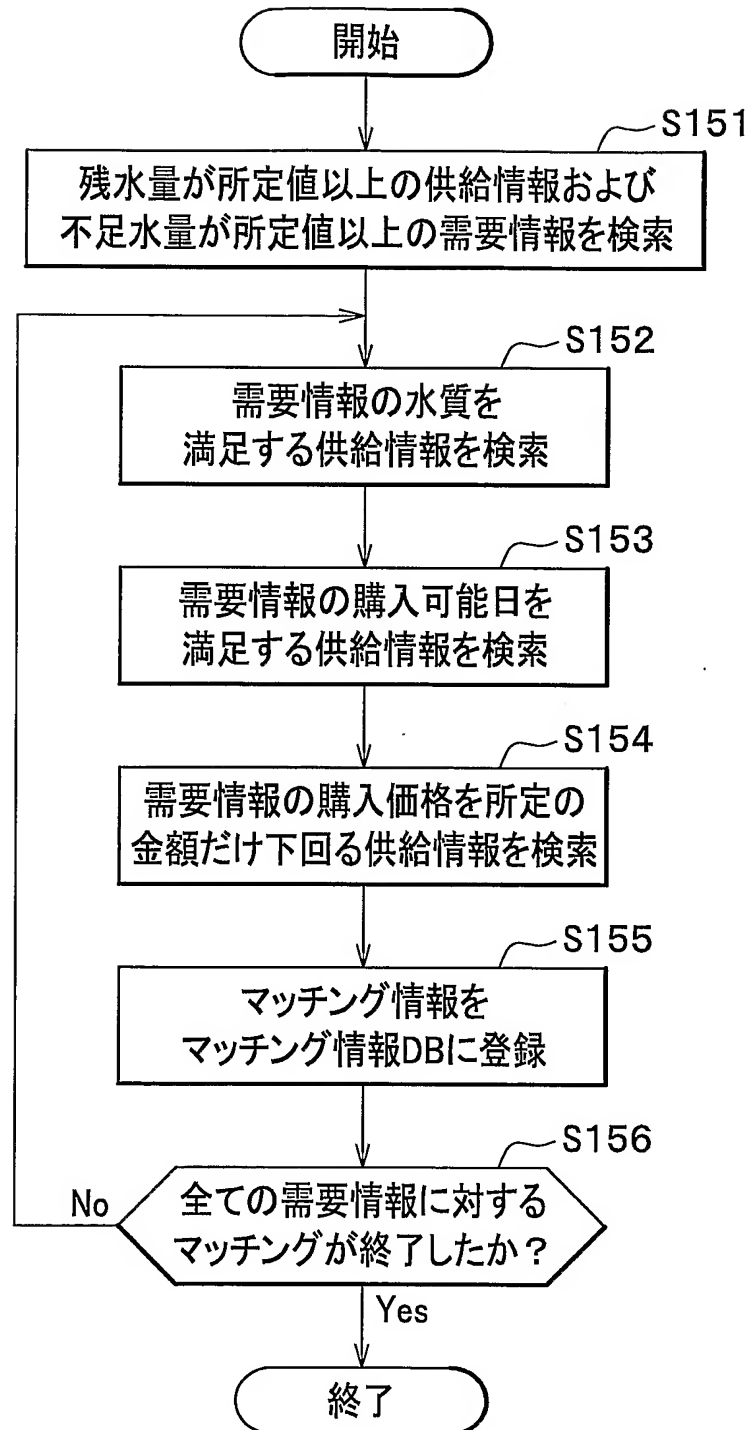 開始
S151
残水量が所定値以上の供給情報および
不足水量が所定値以上の需要情報を検索
S152
需要情報の水質を
満足する供給情報を検索
S153
需要情報の購入可能日を
満足する供給情報を検索
S154
需要情報の購入価格を所定の
金額だけ下回る供給情報を検索
S155
マッチング情報を
マッチング情報DBに登録
S156
No
全ての需要情報に対する
マッチングが終了したか？
Yes
終了